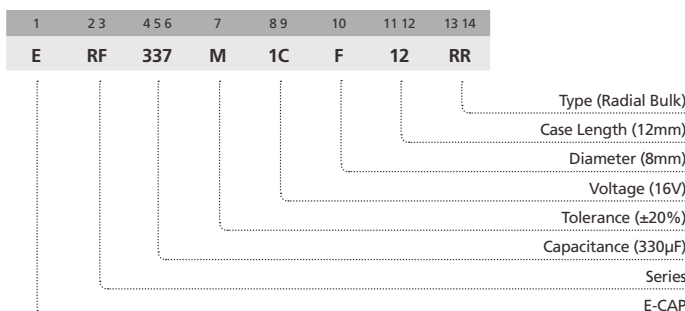 1 2 3 4 5 6 7 8 9 10 11 12 13 14
E RF 337 M 1C F 12 RR
Type (Radial Bulk)
Case Length (12mm)
Diameter (8mm)
Voltage (16V)
Tolerance (±20%)
Capacitance (330µF)
Series
E-CAP